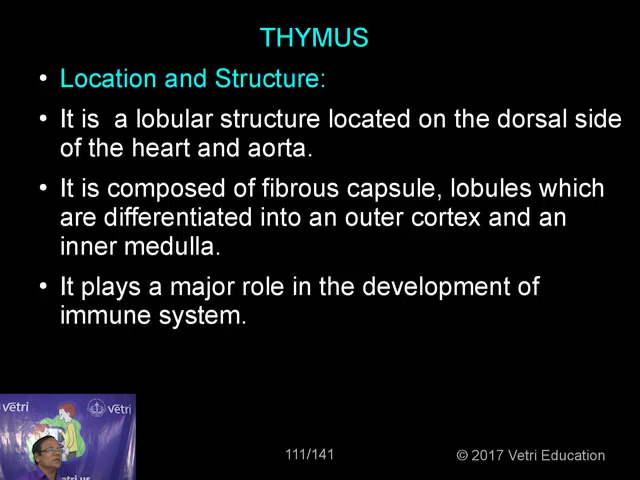 THYMUS
• Location and Structure:
• It is a lobular structure located on the dorsal side
of the heart and aorta.
• It is composed of fibrous capsule, lobules which
are differentiated into an outer cortex and an
inner medulla.
• It plays a major role in the development of
immune system.
vetri
vetri
111/141
© 2017 Vetri Education